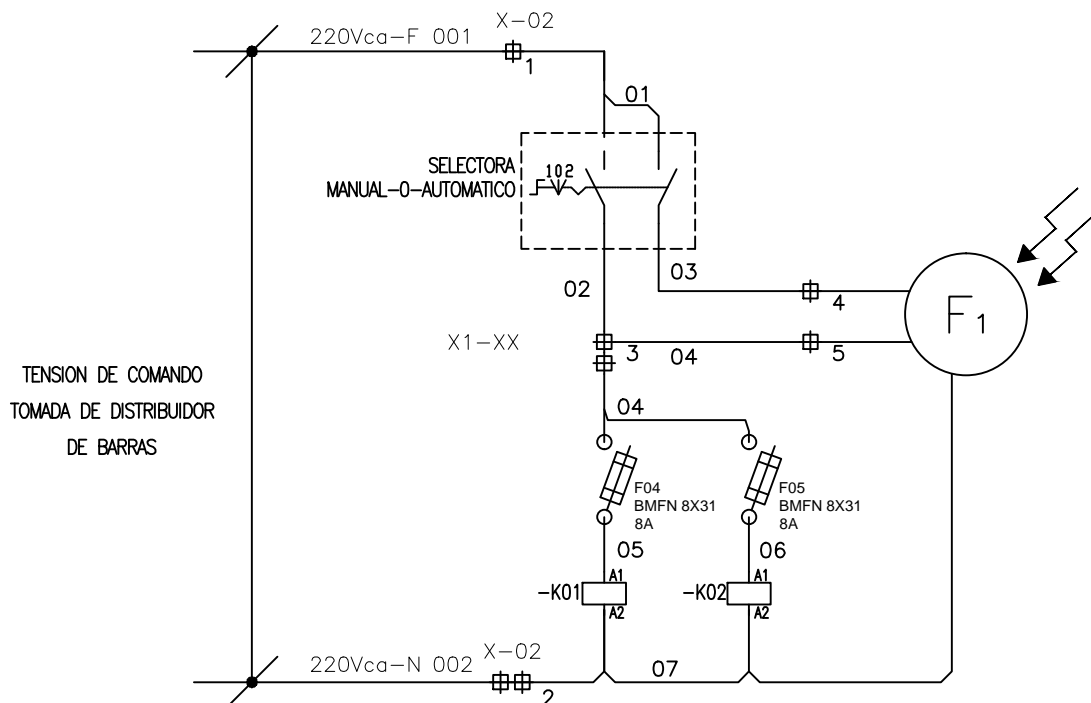 X-02
220Vca-F 001
1
01
SELECTORA
MANUAL-0-AUTOMATICO
102
03
02
4
F1
X1-XX
3
04
5
TENSION DE COMANDO
TOMADA DE DISTRIBUIDOR
DE BARRAS
04
F04
BMFN 8X31
8A
F05
BMFN 8X31
8A
05
06
A1
-K01
A2
A1
-K02
A2
X-02
220Vca-N 002
2
07